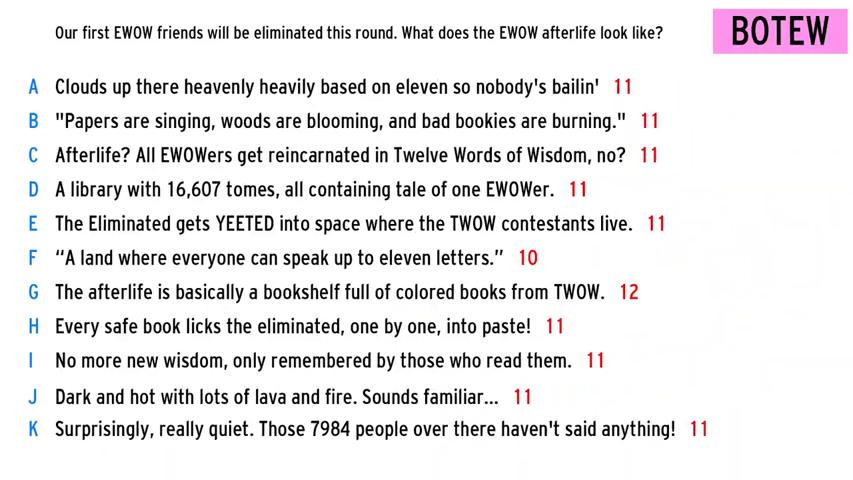 Our first EWOW friends will be eliminated this round. What does the EWOW afterlife look like?
BOTEW
A Clouds up there heavenly heavily based on eleven so nobody's bailin' 11
B "Papers are singing, woods are blooming, and bad bookies are burning." 11
C Afterlife? All EWOWers get reincarnated in Twelve Words of Wisdom, no? 11
D A library with 16,607 tomes, all containing tale of one EWOWer. 11
E The Eliminated gets YEETED into space where the TWOW contestants live. 11
F “A land where everyone can speak up to eleven letters.” 10
G The afterlife is basically a bookshelf full of colored books from TWOW. 12
H Every safe book licks the eliminated, one by one, into paste! 11
I No more new wisdom, only remembered by those who read them. 11
J Dark and hot with lots of lava and fire. Sounds familiar... 11
K Surprisingly, really quiet. Those 7984 people over there haven't said anything! 11